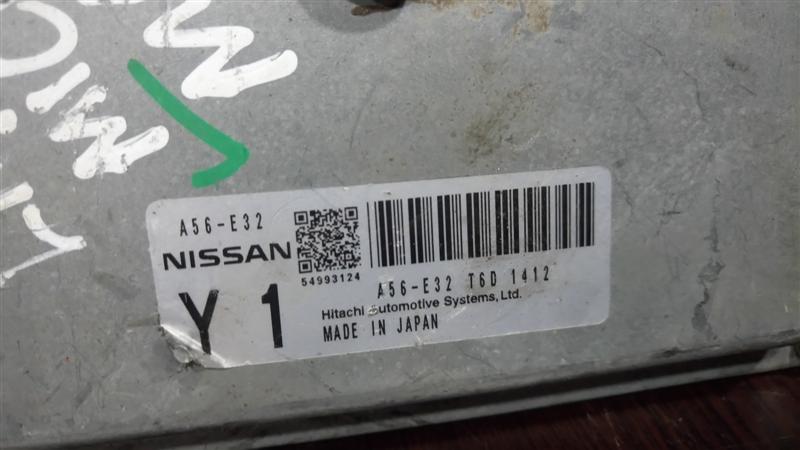 A56-E32
NISSAN
54993124
A56-E32 T6D 1412
Y 1
Hitachi Automotive Systems, Ltd.
MADE IN JAPAN